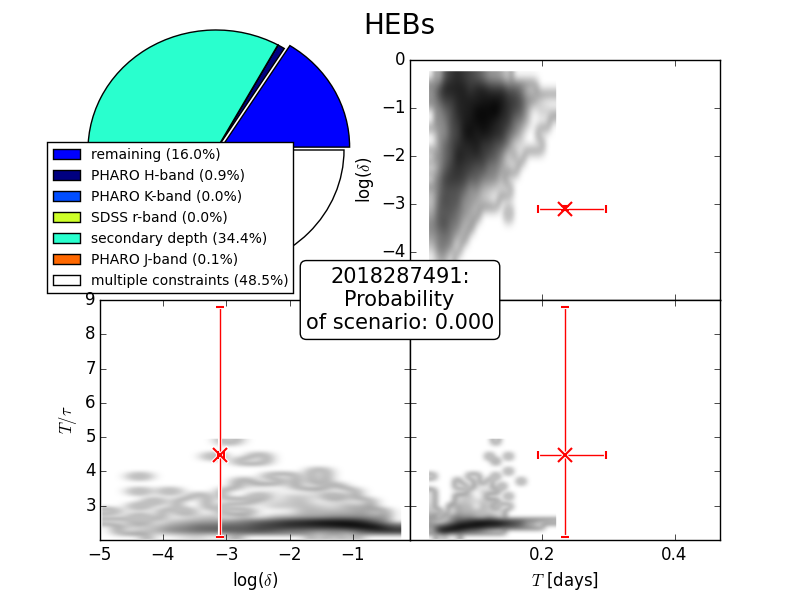 HEBs
remaining (16.0%)
PHARO H-band (0.9%)
PHARO K-band (0.0%)
SDSS r-band (0.0%)
secondary depth (34.4%)
PHARO J-band (0.1%)
multiple constraints (48.5%)
0
−1
−2
−3
−4
log(δ)
2018287491:
Probability
of scenario: 0.000
9
8
7
6
5
4
3
T/τ
−5 −4 −3 −2 −1
log(δ)
0.2 0.4
T [days]